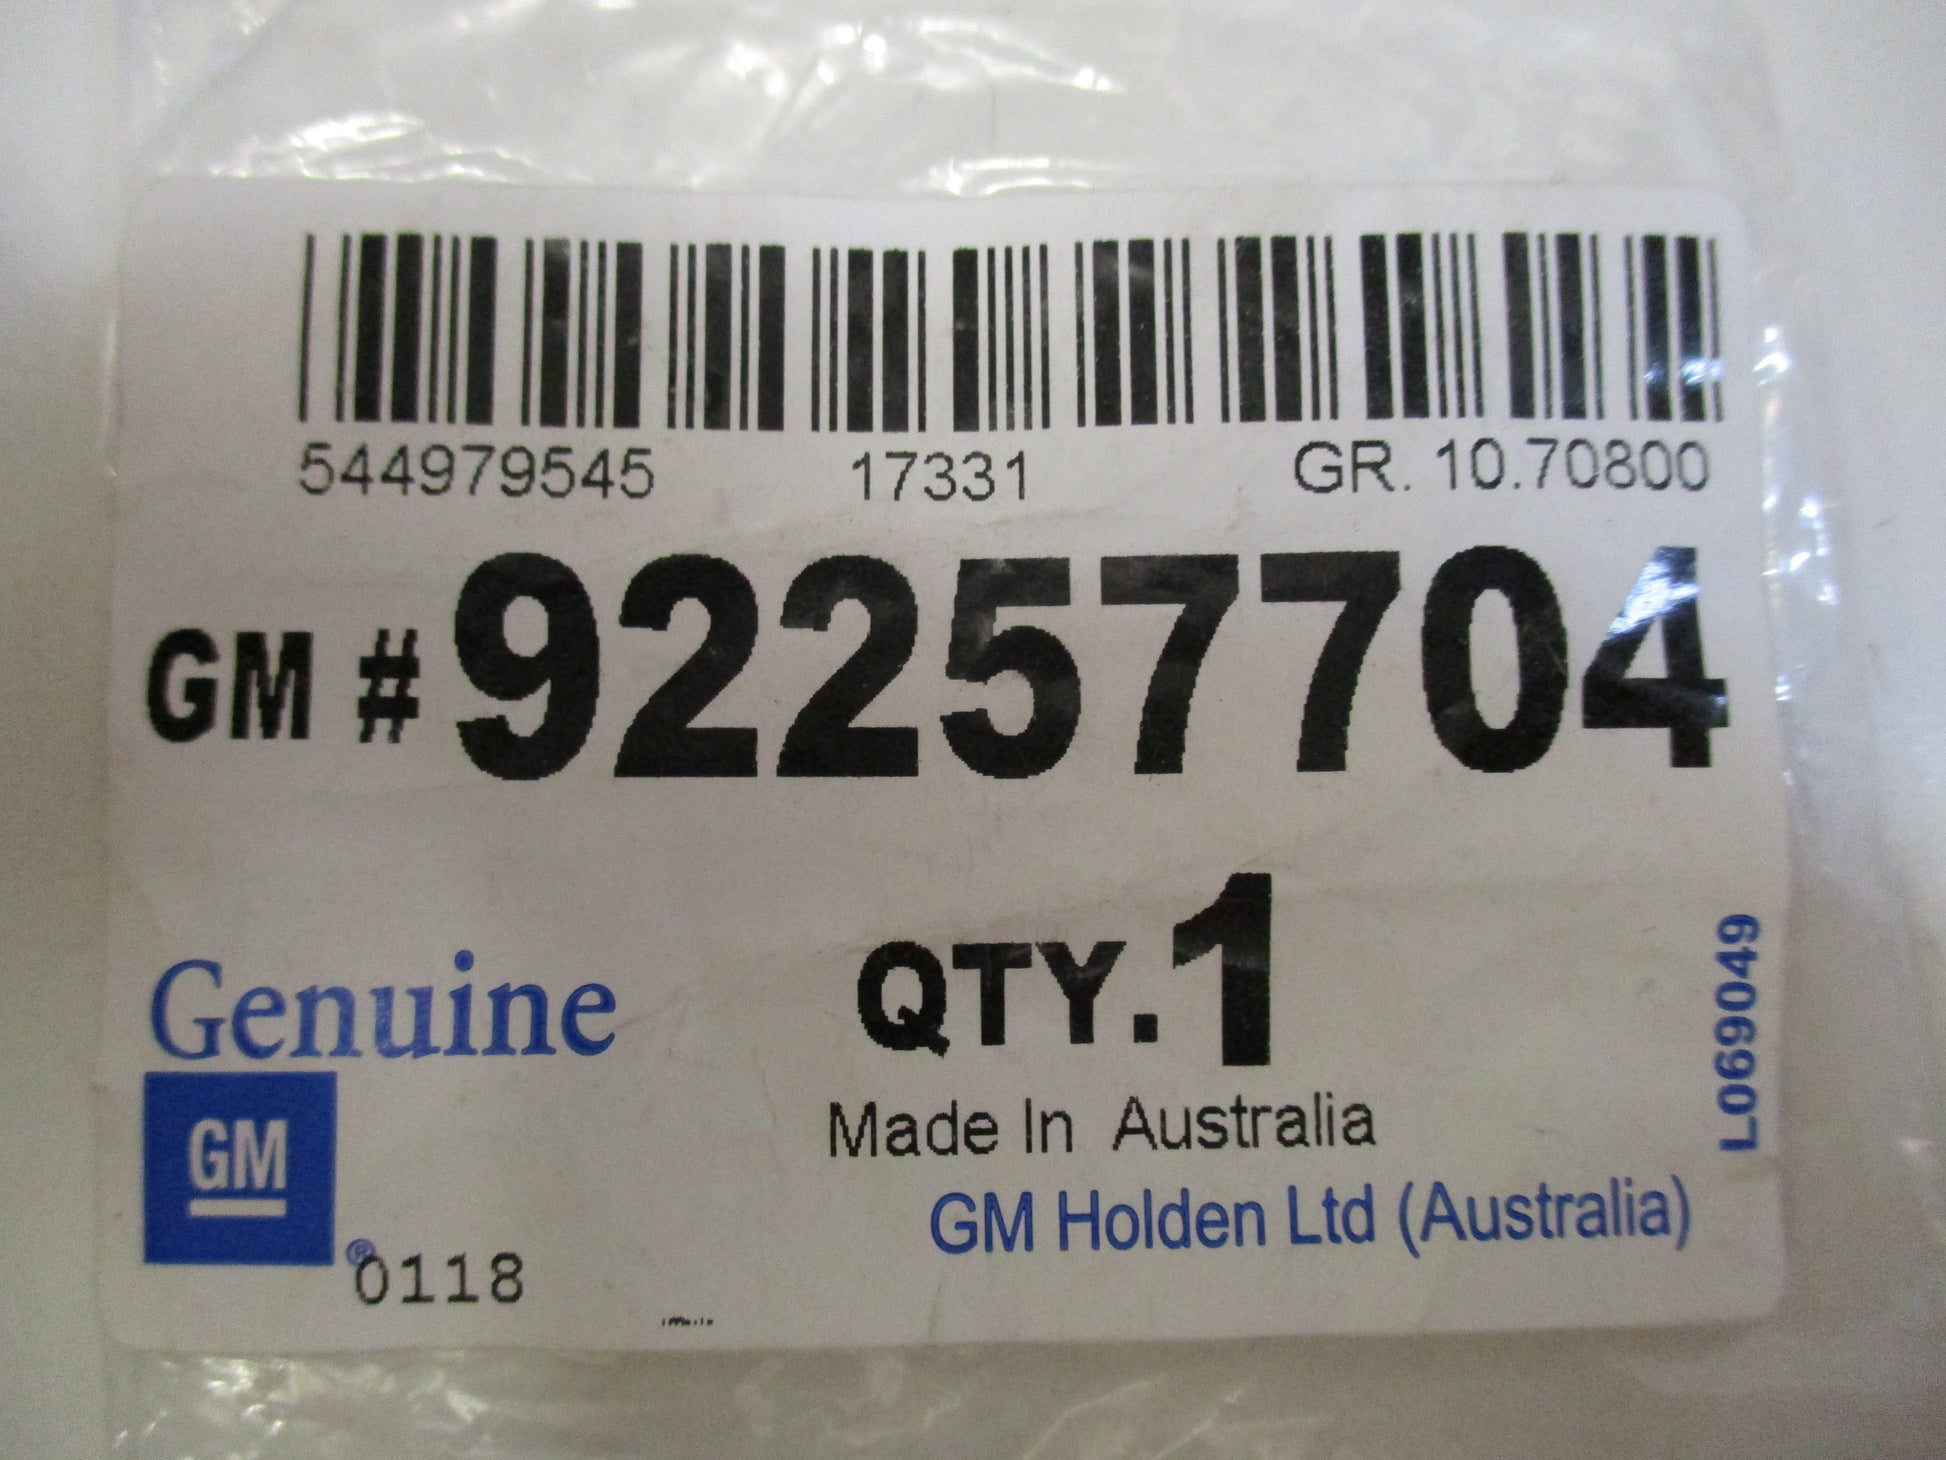 544979545 17331 GR. 10.70800
GM # 92257704
Genuine
QTY. 1
Made In Australia
GM Holden Ltd (Australia)
GM
®
0118
L069049